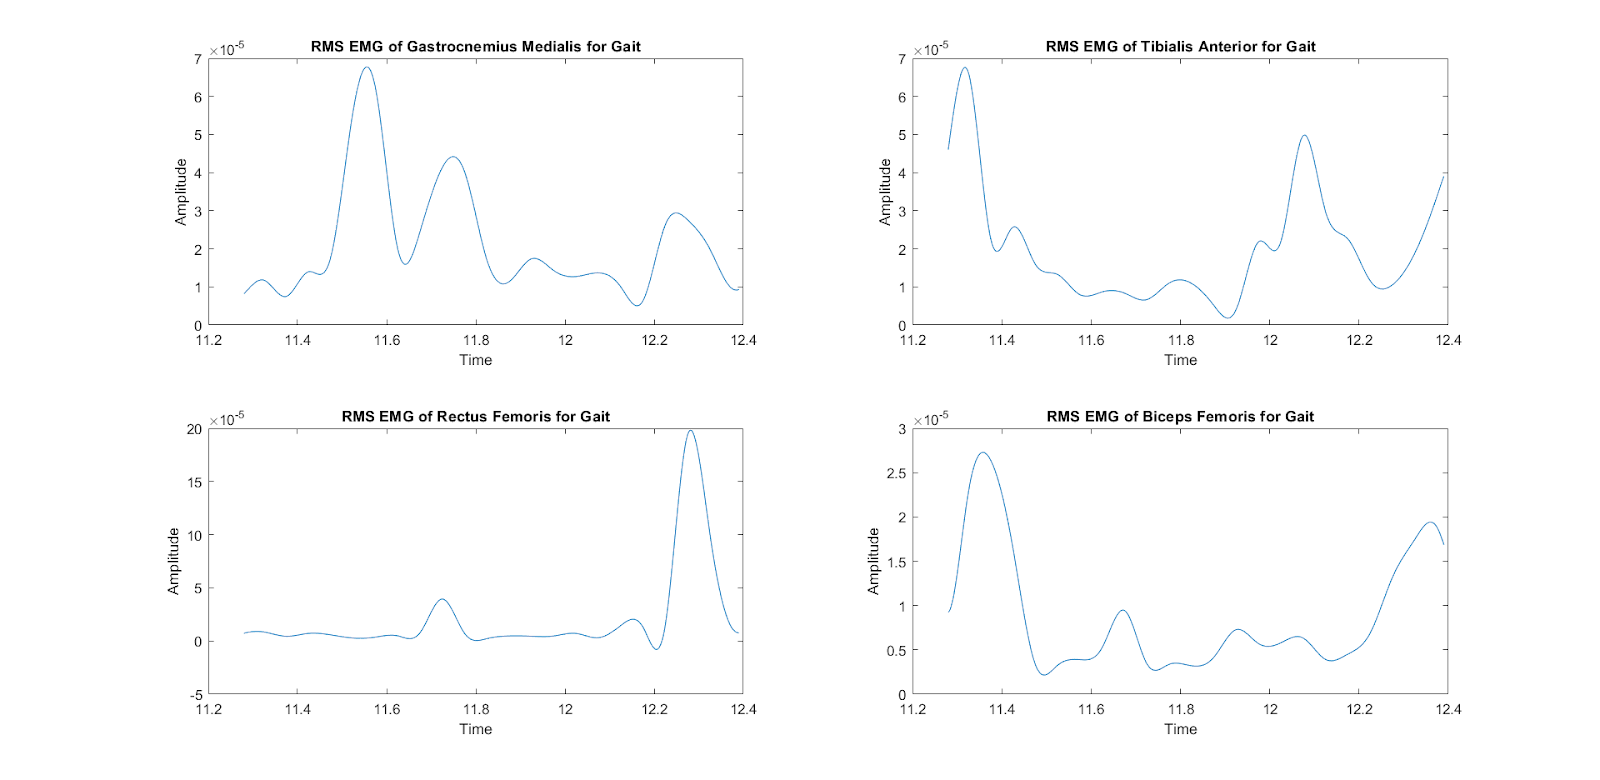 RMS EMG of Gastrocnemius Medialis for Gait
×10-5
7
6
5
4
3
2
1
0
Amplitude
11.2 11.4 11.6 11.8 12 12.2 12.4
Time
RMS EMG of Tibialis Anterior for Gait
×10-5
7
6
5
4
3
2
1
0
Amplitude
11.2 11.4 11.6 11.8 12 12.2 12.4
Time
RMS EMG of Rectus Femoris for Gait
×10-5
20
15
10
5
0
-5
Amplitude
11.2 11.4 11.6 11.8 12 12.2 12.4
Time
RMS EMG of Biceps Femoris for Gait
×10-5
3
2.5
2
1.5
1
0.5
0
Amplitude
11.2 11.4 11.6 11.8 12 12.2 12.4
Time